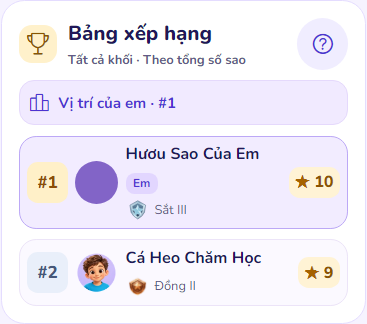 Bảng xếp hạng
Tất cả khối · Theo tổng số sao
Vị trí của em · #1
#1
Hươu Sao Của Em
Em
Sắt III
10
#2
Cá Heo Chăm Học
Đồng II
9